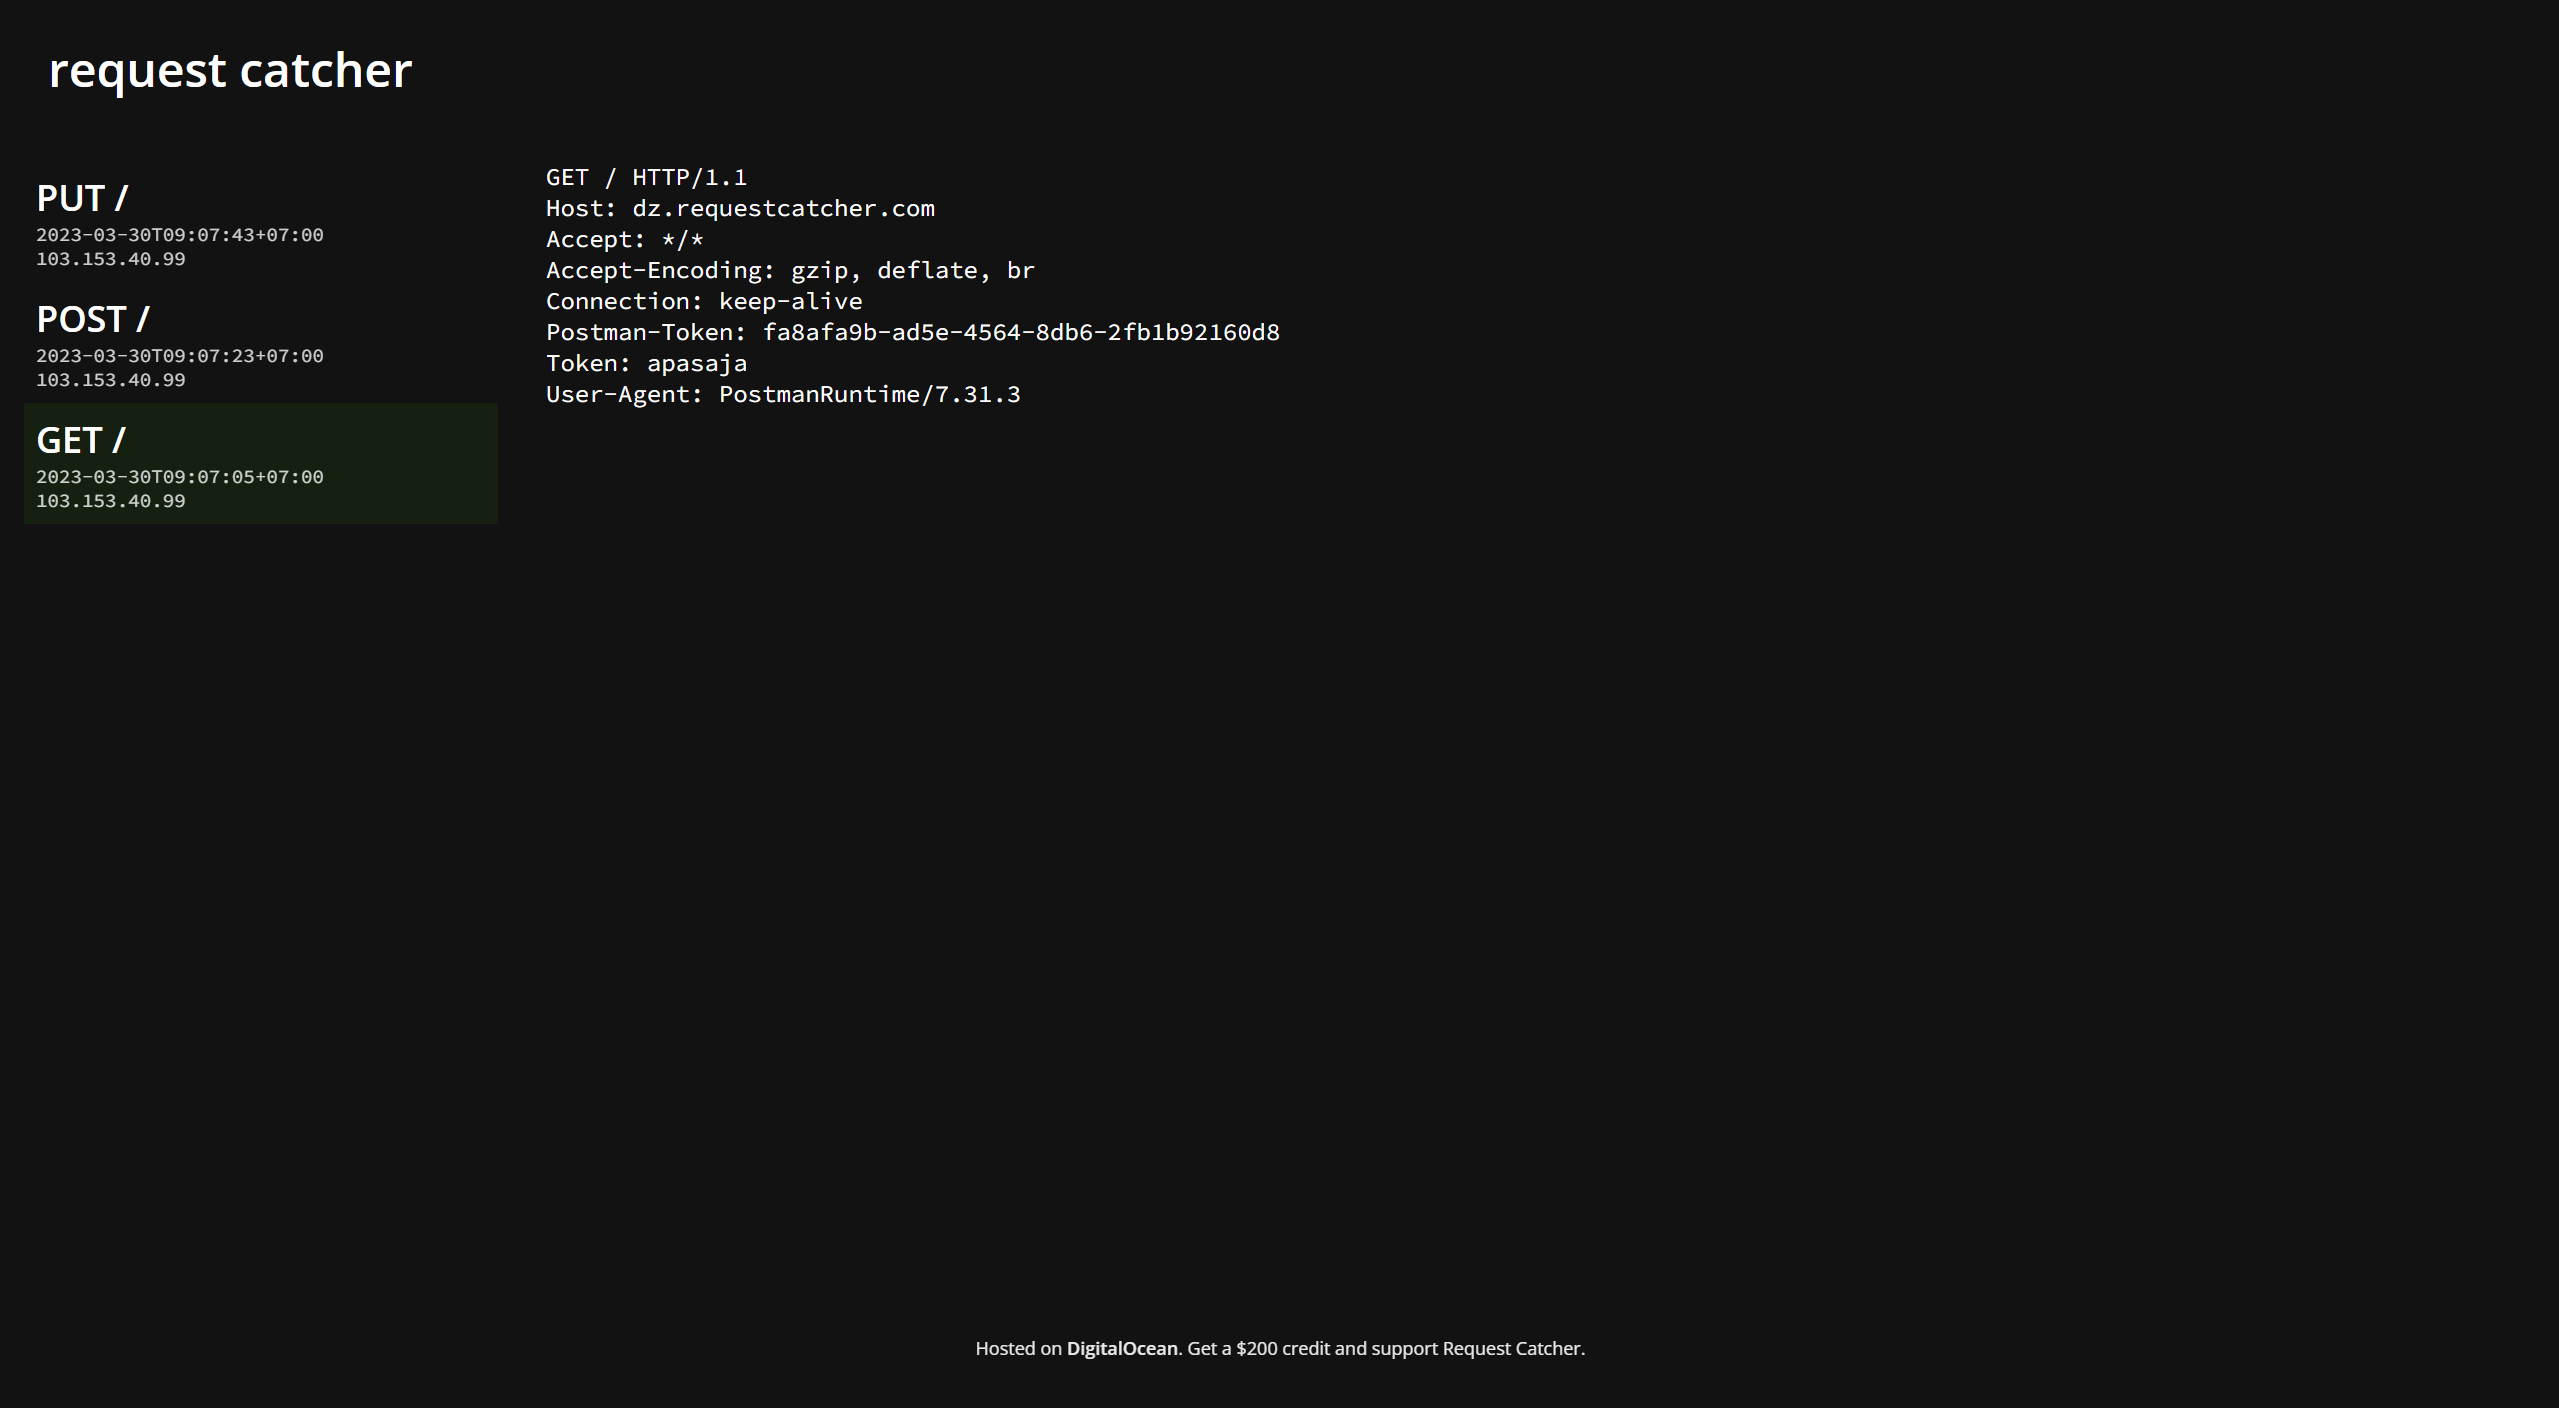 request catcher
PUT /
2023-03-30T09:07:43+07:00
103.153.40.99
POST /
2023-03-30T09:07:23+07:00
103.153.40.99
GET /
2023-03-30T09:07:05+07:00
103.153.40.99
GET / HTTP/1.1
Host: dz.requestcatcher.com
Accept: */*
Accept-Encoding: gzip, deflate, br
Connection: keep-alive
Postman-Token: fa8afa9b-ad5e-4564-8db6-2fb1b92160d8
Token: apasaja
User-Agent: PostmanRuntime/7.31.3
Hosted on DigitalOcean. Get a $200 credit and support Request Catcher.